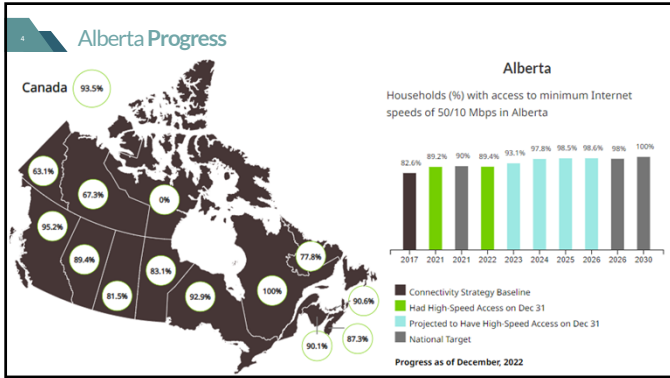 4
Alberta Progress
Canada
93.5%
63.1%
67.3%
0%
95.2%
89.4%
81.5%
83.1%
92.9%
100%
77.8%
90.6%
90.1%
87.3%
Alberta
Households (%) with access to minimum Internet
speeds of 50/10 Mbps in Alberta
82.6% 89.2% 90% 89.4% 93.1% 97.8% 98.5% 98.6% 98% 100%
2017 2021 2021 2022 2023 2024 2025 2026 2026 2030
Connectivity Strategy Baseline
Had High-Speed Access on Dec 31
Projected to Have High-Speed Access on Dec 31
National Target
Progress as of December, 2022